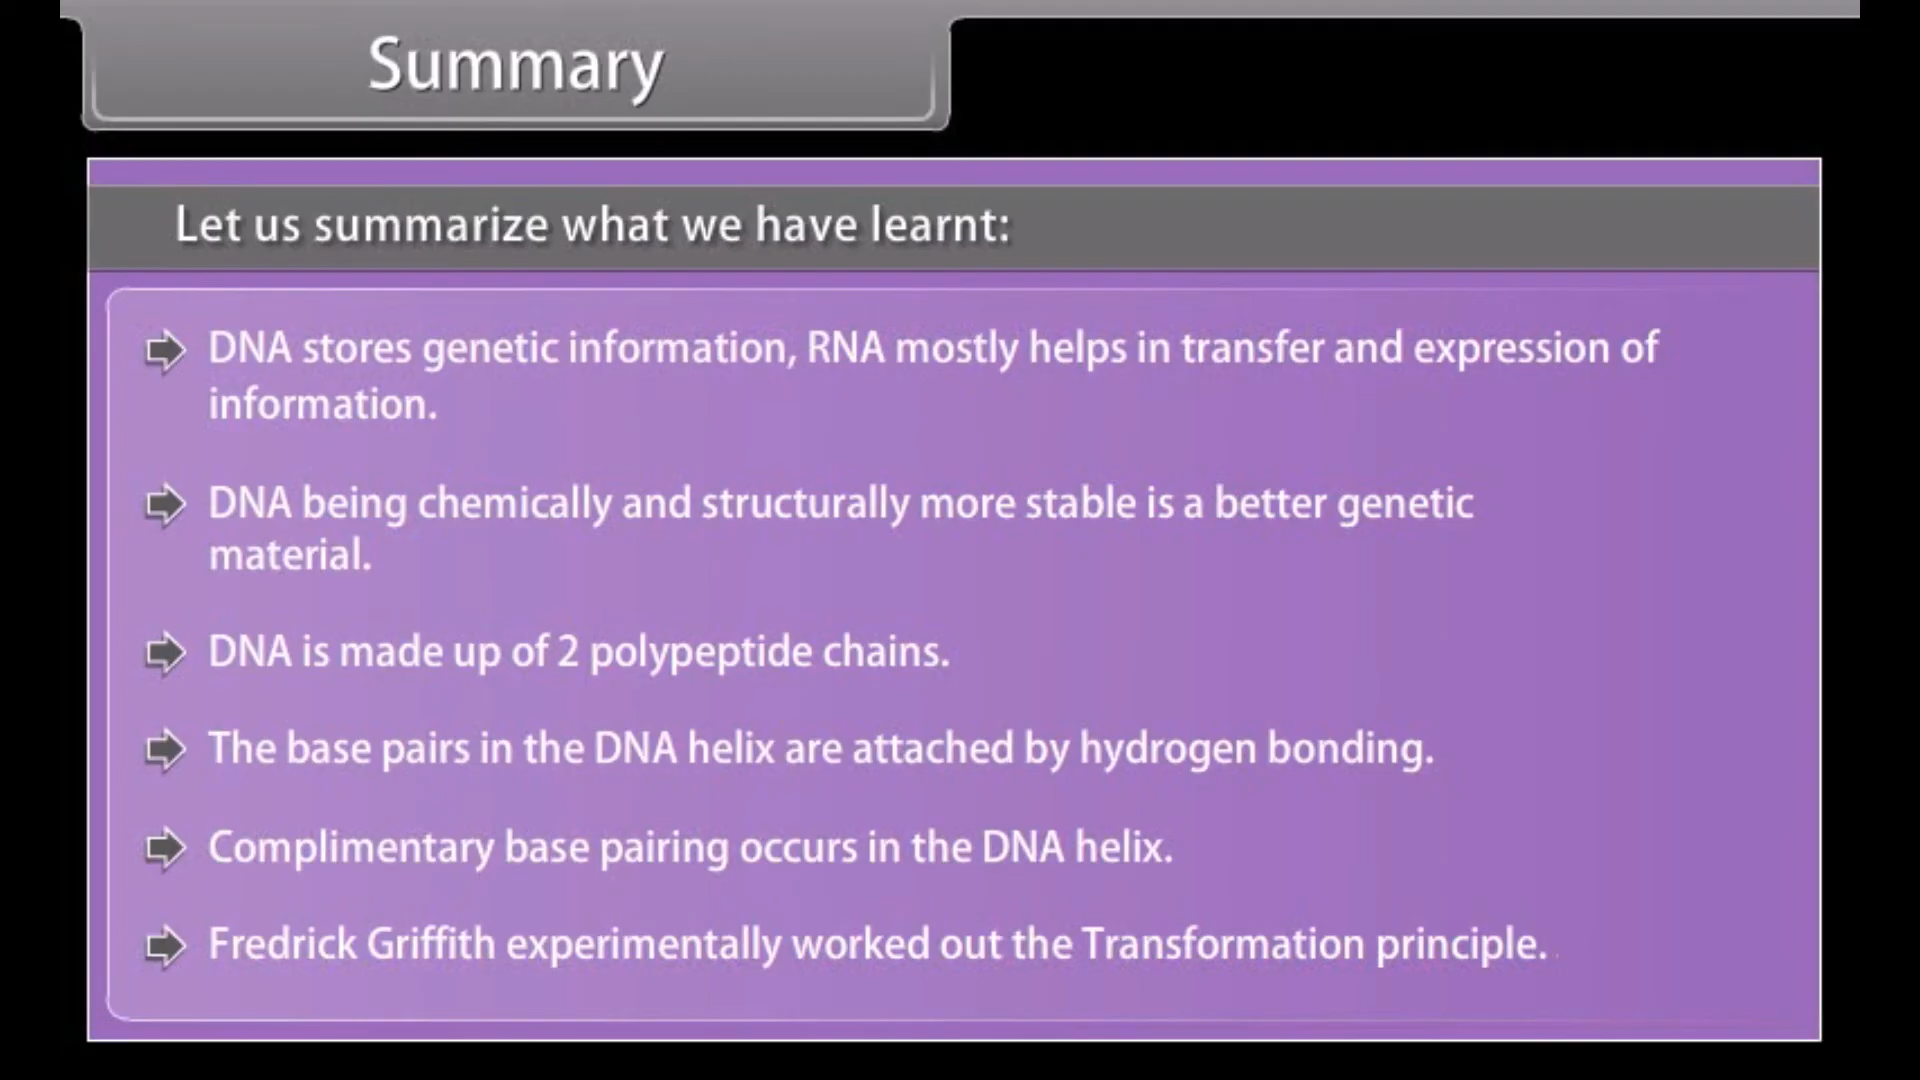 Summary
Let us summarize what we have learnt:
DNA stores genetic information, RNA mostly helps in transfer and expression of
information.
DNA being chemically and structurally more stable is a better genetic
material.
DNA is made up of 2 polypeptide chains.
The base pairs in the DNA helix are attached by hydrogen bonding.
Complimentary base pairing occurs in the DNA helix.
Fredrick Griffith experimentally worked out the Transformation principle.